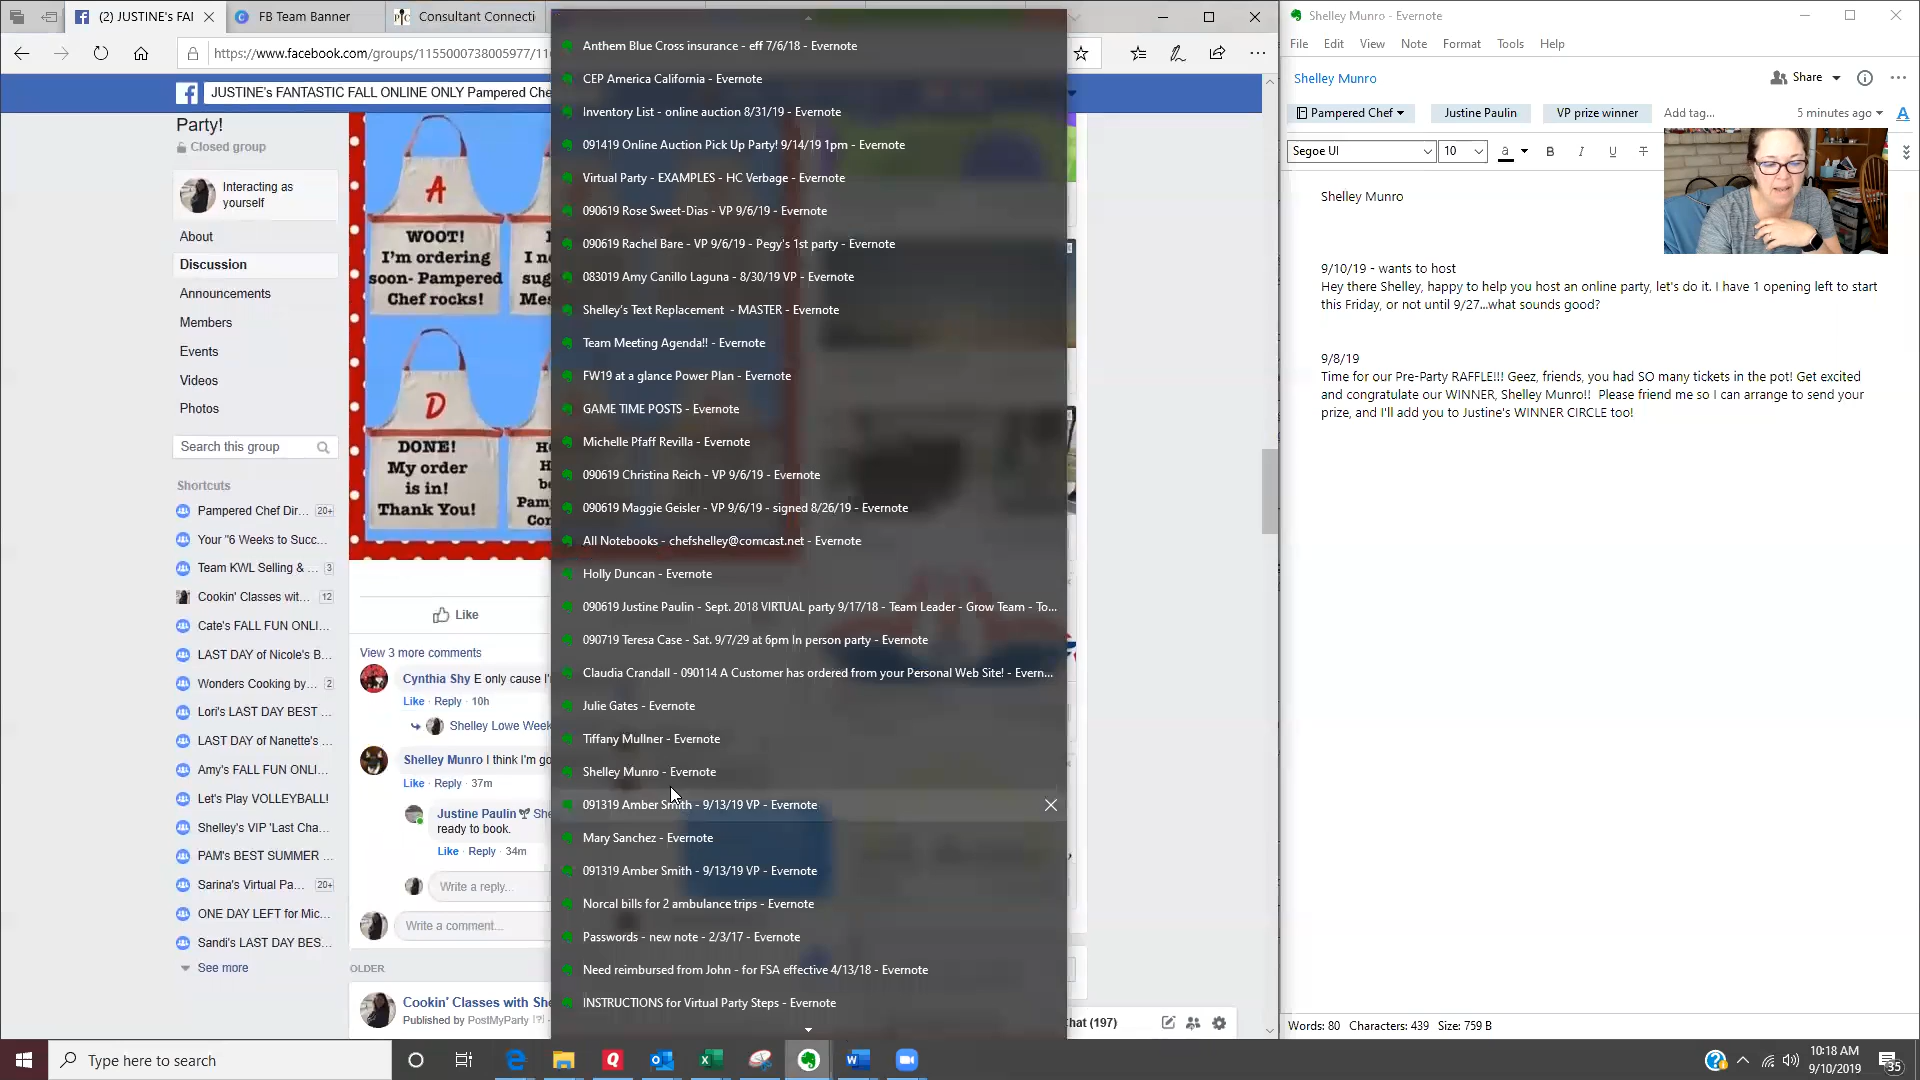 (2) JUSTINE's FAI
FB Team Banner
Consultant Connecti
https://www.facebook.com/groups/1155000738005977/11
JUSTINE's FANTASTIC FALL ONLINE ONLY Pampered Che
Party!
Closed group
Interacting as
yourself
About
Discussion
Announcements
Members
Events
Videos
Photos
Search this group
Shortcuts
Pampered Chef Dir... 20+
Your "6 Weeks to Succ...
Team KWL Selling & ... 3
Cookin' Classes wit... 12
Cate's FALL FUN ONLI...
LAST DAY of Nicole's B...
Wonders Cooking by... 2
Lori's LAST DAY BEST ...
LAST DAY of Nanette's ...
Amy's FALL FUN ONLI...
Let's Play VOLLEYBALL!
Shelley's VIP 'Last Cha...
PAM's BEST SUMMER ...
Sarina's Virtual Pa... 20+
ONE DAY LEFT for Mic...
Sandi's LAST DAY BES...
See more
A
WOOT!
I'm ordering
soon- Pampered
Chef rocks!
D
DONE!
My order
is in!
Thank You!
Like
View 3 more comments
Cynthia Shy E only cause I'
Like · Reply · 10h
Shelley Lowe Week
Shelley Munro I think I'm go
Like · Reply · 37m
Justine Paulin She
ready to book.
Like · Reply · 34m
Write a reply...
Write a comment...
OLDER
Cookin' Classes with She
Published by PostMyParty [?] ·
Anthem Blue Cross insurance - eff 7/6/18 - Evernote
CEP America California - Evernote
Inventory List - online auction 8/31/19 - Evernote
091419 Online Auction Pick Up Party! 9/14/19 1pm - Evernote
Virtual Party - EXAMPLES - HC Verbage - Evernote
090619 Rose Sweet-Dias - VP 9/6/19 - Evernote
090619 Rachel Bare - VP 9/6/19 - Pegy's 1st party - Evernote
083019 Amy Canillo Laguna - 8/30/19 VP - Evernote
Shelley's Text Replacement - MASTER - Evernote
Team Meeting Agenda!! - Evernote
FW19 at a glance Power Plan - Evernote
GAME TIME POSTS - Evernote
Michelle Pfaff Revilla - Evernote
090619 Christina Reich - VP 9/6/19 - Evernote
090619 Maggie Geisler - VP 9/6/19 - signed 8/26/19 - Evernote
All Notebooks - chefshelley@comcast.net - Evernote
Holly Duncan - Evernote
090619 Justine Paulin - Sept. 2018 VIRTUAL party 9/17/18 - Team Leader - Grow Team - To...
090719 Teresa Case - Sat. 9/7/29 at 6pm In person party - Evernote
Claudia Crandall - 090114 A Customer has ordered from your Personal Web Site! - Evern...
Julie Gates - Evernote
Tiffany Mullner - Evernote
Shelley Munro - Evernote
091319 Amber Smith - 9/13/19 VP - Evernote
Mary Sanchez - Evernote
091319 Amber Smith - 9/13/19 VP - Evernote
Norcal bills for 2 ambulance trips - Evernote
Passwords - new note - 2/3/17 - Evernote
Need reimbursed from John - for FSA effective 4/13/18 - Evernote
INSTRUCTIONS for Virtual Party Steps - Evernote
hat (197)
Shelley Munro - Evernote
File Edit View Note Format Tools Help
Shelley Munro
Share
Pampered Chef
Justine Paulin
VP prize winner
Add tag...
5 minutes ago
A
Segoe UI
10
a
B
I
U
T
Shelley Munro
9/10/19 - wants to host
Hey there Shelley, happy to help you host an online party, let's do it. I have 1 opening left to start
this Friday, or not until 9/27...what sounds good?
9/8/19
Time for our Pre-Party RAFFLE!!! Geez, friends, you had SO many tickets in the pot! Get excited
and congratulate our WINNER, Shelley Munro!! Please friend me so I can arrange to send your
prize, and I'll add you to Justine's WINNER CIRCLE too!
Words: 80 Characters: 439 Size: 759 B
Type here to search
10:18 AM
9/10/2019
35